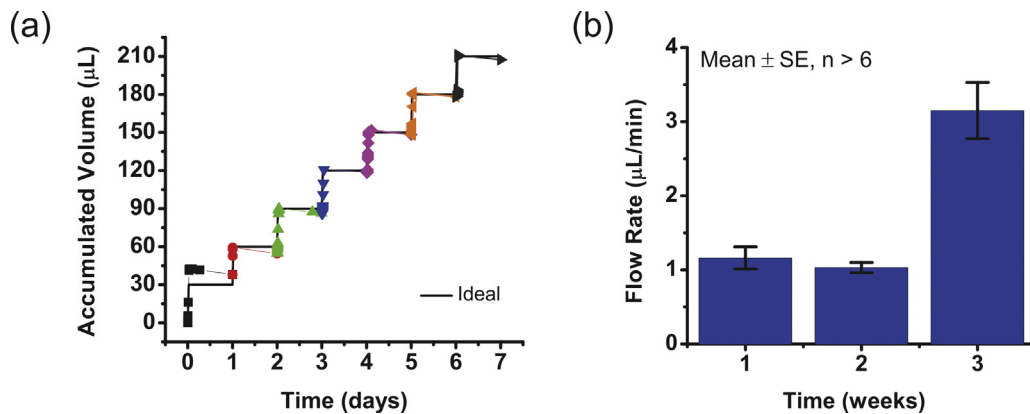 (a)
Accumulated Volume (μL)
210
180
150
120
90
60
30
0
Ideal
0 1 2 3 4 5 6 7
Time (days)
(b)
Flow Rate (μL/min)
Mean ± SE, n > 6
4
3
2
1
0
1 2 3
Time (weeks)